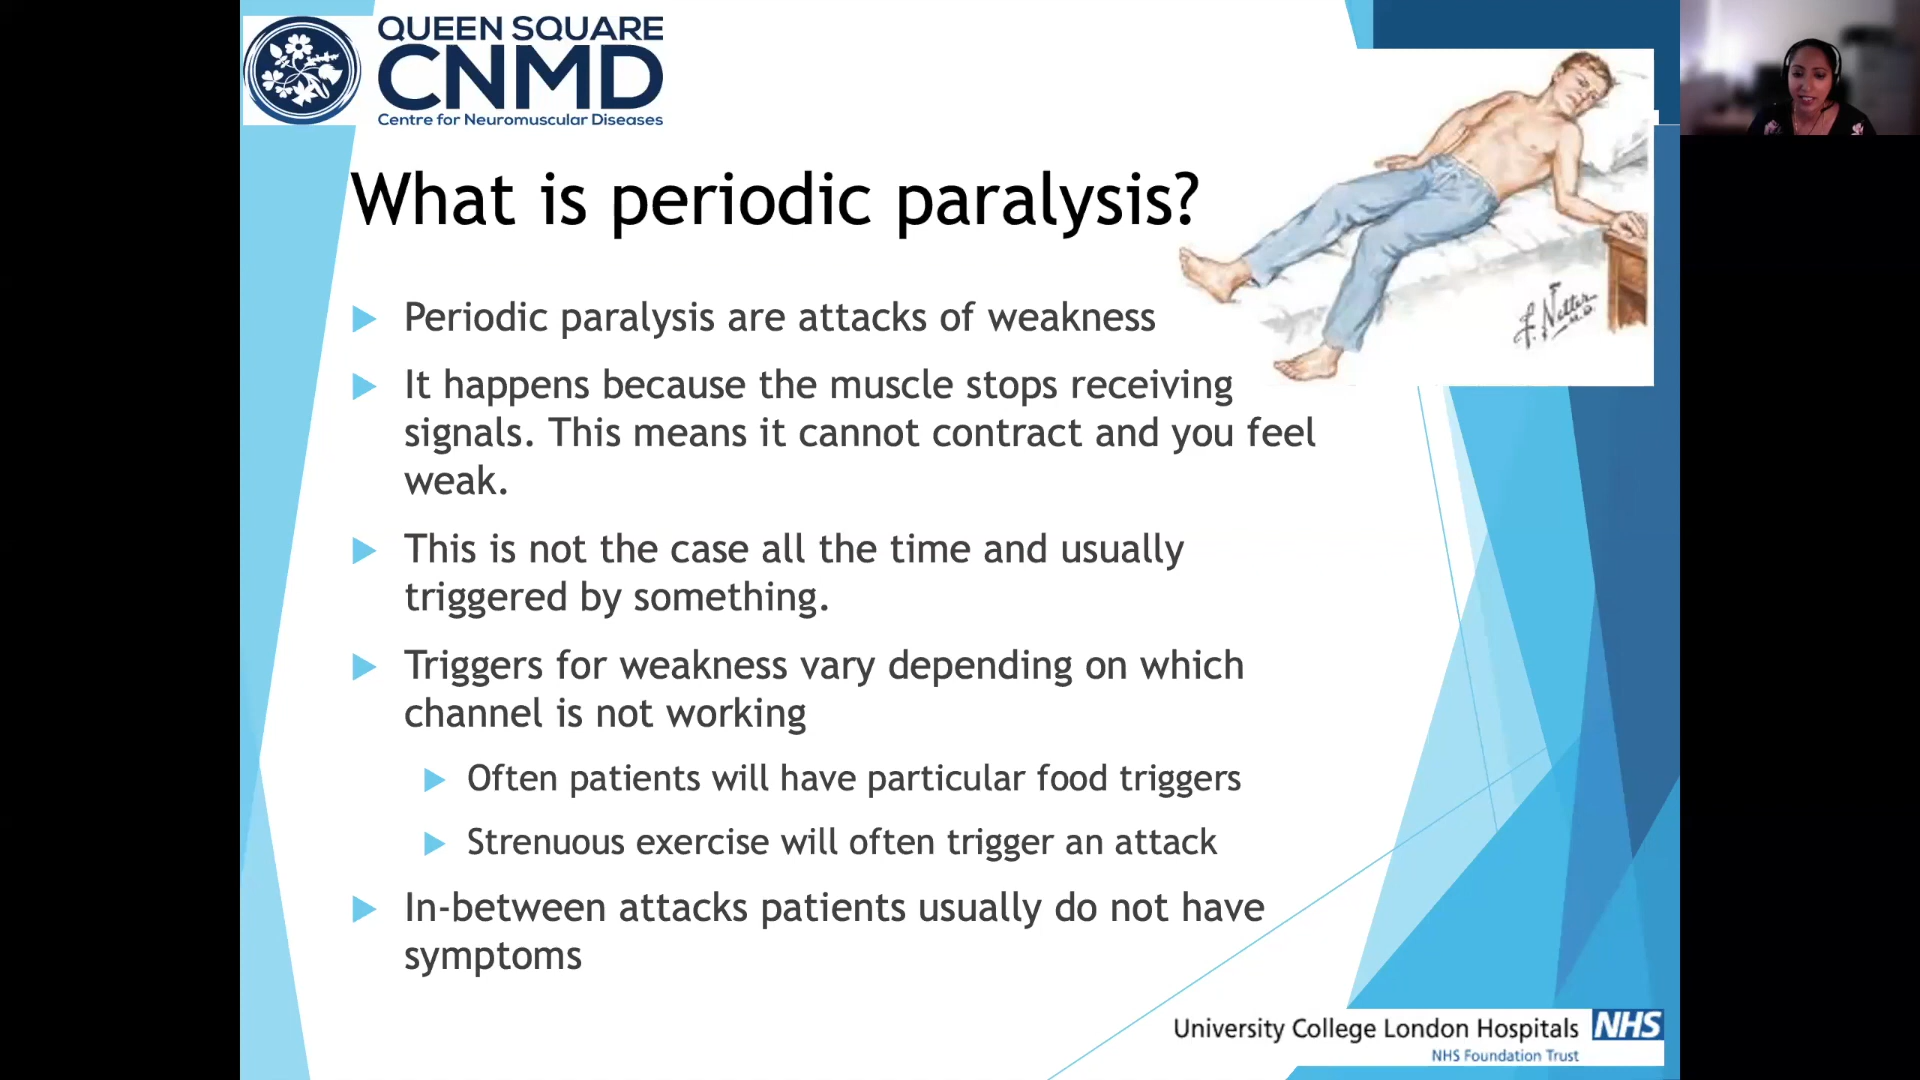 QUEEN SQUARE
CNMD
Centre for Neuromuscular Diseases
What is periodic paralysis?
Periodic paralysis are attacks of weakness
It happens because the muscle stops receiving
signals. This means it cannot contract and you feel
weak.
This is not the case all the time and usually
triggered by something.
Triggers for weakness vary depending on which
channel is not working
Often patients will have particular food triggers
Strenuous exercise will often trigger an attack
In-between attacks patients usually do not have
symptoms
F. Netter
M.D.
University College London Hospitals NHS
NHS Foundation Trust